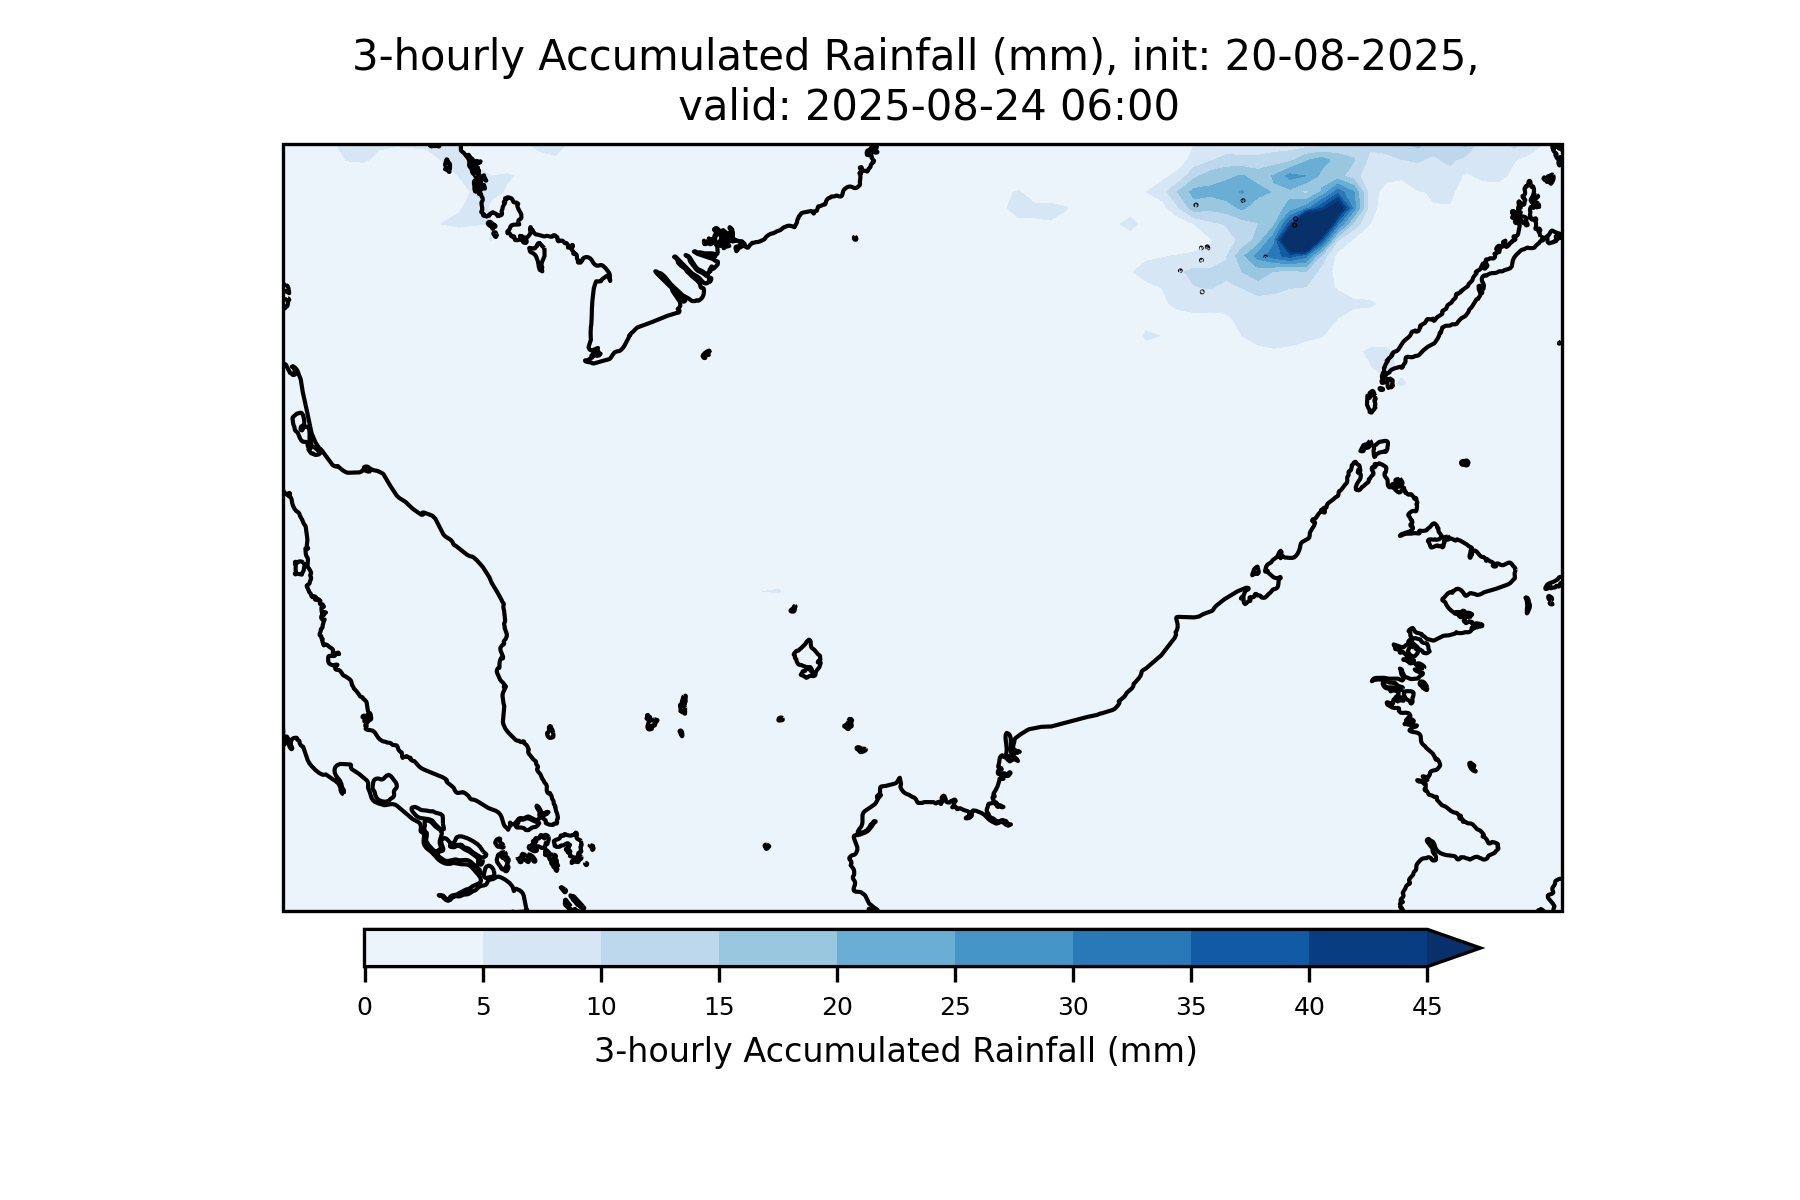 3-hourly Accumulated Rainfall (mm), init: 20-08-2025,
valid: 2025-08-24 06:00
0 5 10 15 20 25 30 35 40 45
3-hourly Accumulated Rainfall (mm)